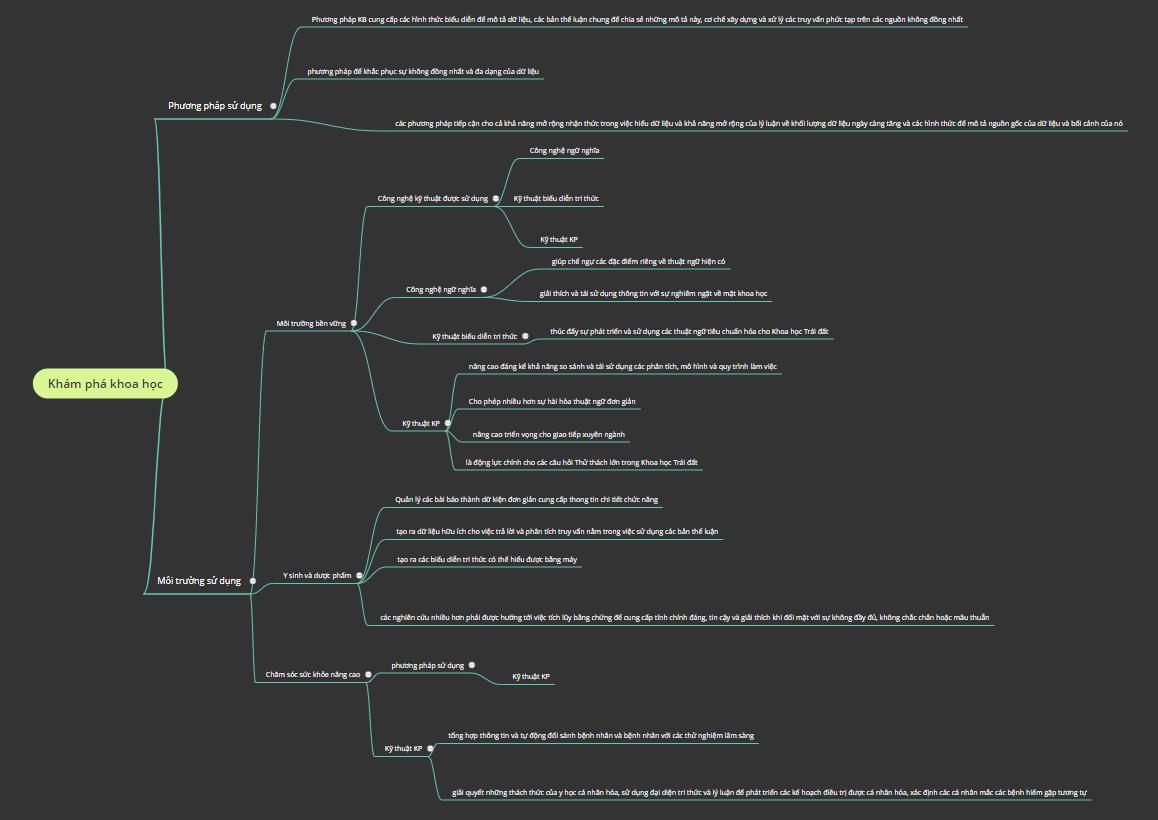 Phương pháp KB cung cấp các hình thức biểu diễn để mô tả dữ liệu, các bản thể luận chung để chia sẻ những mô tả này, cơ chế xây dựng và xử lý các truy vấn phức tạp trên các nguồn không đồng nhất
phương pháp để khắc phục sự không đồng nhất và đa dạng của dữ liệu
Phương pháp sử dụng
các phương pháp tiếp cận cho cả khả năng mở rộng nhận thức trong việc hiểu dữ liệu và khả năng mở rộng của lý luận về khối lượng dữ liệu ngày càng tăng và các hình thức để mô tả nguồn gốc của dữ liệu và bối cảnh của nó
Công nghệ ngữ nghĩa
Công nghệ kỹ thuật được sử dụng
Kỹ thuật biểu diễn tri thức
Kỹ thuật KP
giúp chế ngự các đặc điểm riêng về thuật ngữ hiện có
Công nghệ ngữ nghĩa
giải thích và tái sử dụng thông tin với sự nghiêm ngặt về mặt khoa học
Môi trường bền vững
Kỹ thuật biểu diễn tri thức
thúc đẩy sự phát triển và sử dụng các thuật ngữ tiêu chuẩn hóa cho Khoa học Trái đất
nâng cao đáng kể khả năng so sánh và tái sử dụng các phân tích, mô hình và quy trình làm việc
Khám phá khoa học
Cho phép nhiều hơn sự hài hòa thuật ngữ đơn giản
Kỹ thuật KP
nâng cao triển vọng cho giao tiếp xuyên ngành
là động lực chính cho các câu hỏi Thử thách lớn trong Khoa học Trái đất
Quản lý các bài báo thành dữ kiện đơn giản cung cấp thong tin chi tiết chức năng
tạo ra dữ liệu hữu ích cho việc trả lời và phân tích truy vấn nằm trong việc sử dụng các bản thể luận
tạo ra các biểu diễn tri thức có thể hiểu được bằng máy
Y sinh và dược phẩm
Môi trường sử dụng
các nghiên cứu nhiều hơn phải được hướng tới việc tích lũy bằng chứng để cung cấp tính chính đáng, tin cậy và giải thích khi đối mặt với sự không đầy đủ, không chắc chắn hoặc mâu thuẫn
phương pháp sử dụng
Chăm sóc sức khỏe nâng cao
Kỹ thuật KP
tổng hợp thông tin và tự động đối sánh bệnh nhân và bệnh nhân với các thử nghiệm lâm sàng
Kỹ thuật KP
giải quyết những thách thức của y học cá nhân hóa, sử dụng đại diện tri thức và lý luận để phát triển các kế hoạch điều trị được cá nhân hóa, xác định các cá nhân mắc các bệnh hiếm gặp tương tự